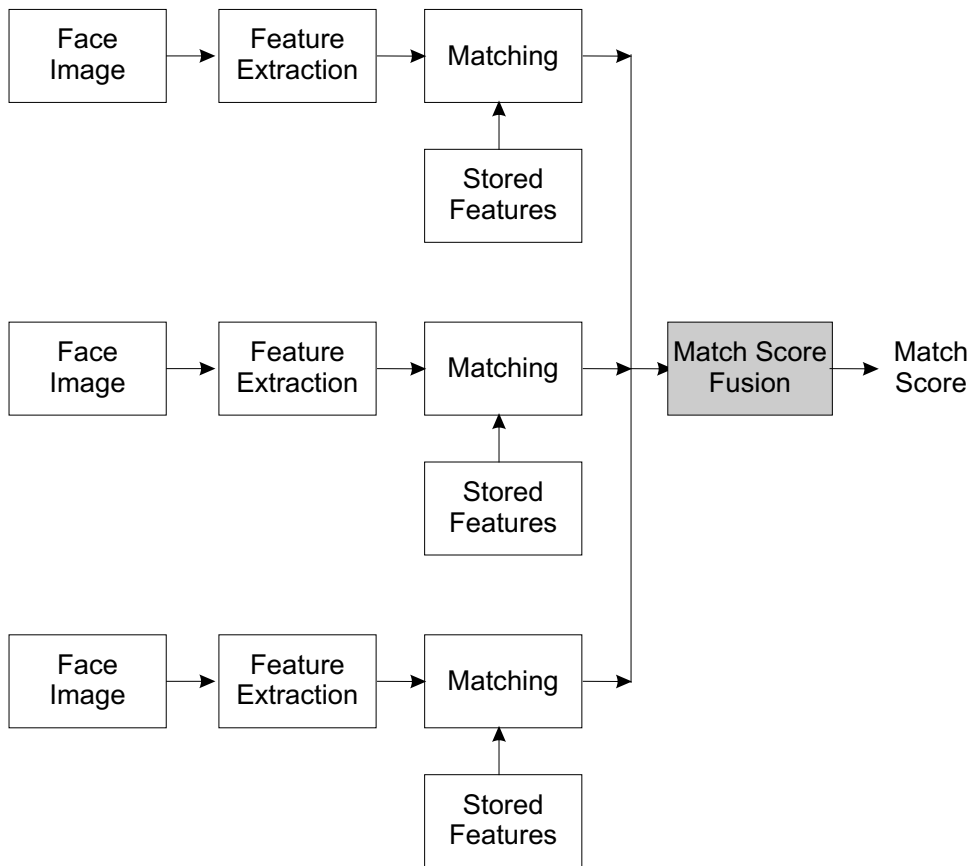 Face
Image
Feature
Extraction
Matching
Stored
Features
Face
Image
Feature
Extraction
Matching
Match Score
Fusion
Match
Score
Stored
Features
Face
Image
Feature
Extraction
Matching
Stored
Features